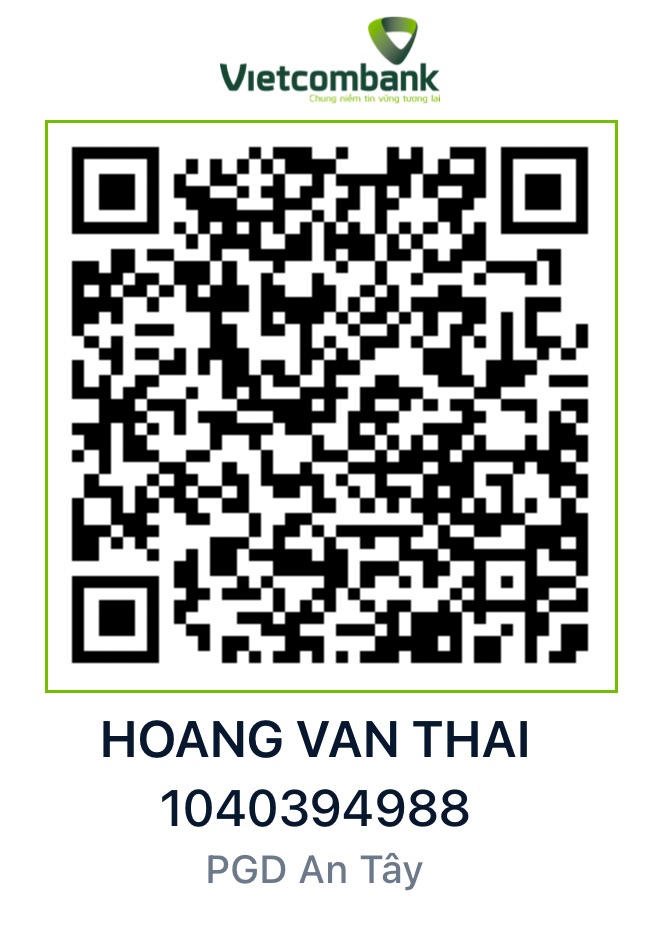 Vietcombank
Chung niềm tin vững tương lai
HOANG VAN THAI
1040394988
PGD An Tây